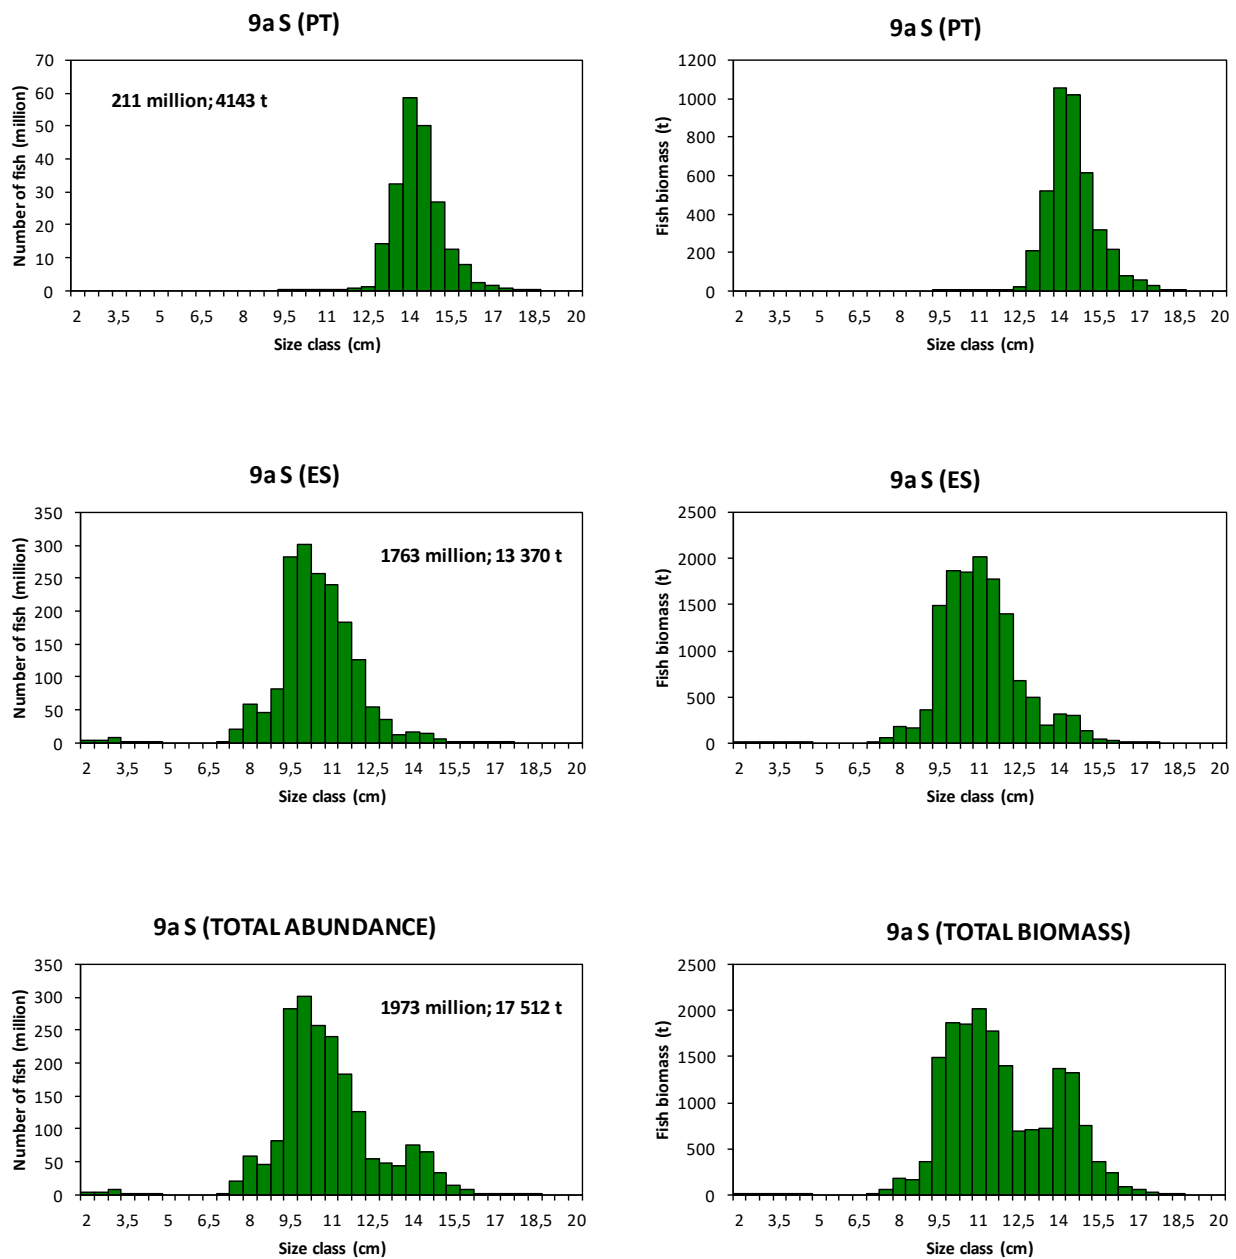 9a S (PT)
Number of fish (million)
70
60
50
40
30
20
10
0
211 million; 4143 t
2 3,5 5 6,5 8 9,5 11 12,5 14 15,5 17 18,5 20
Size class (cm)
9a S (PT)
Fish biomass (t)
1200
1000
800
600
400
200
0
2 3,5 5 6,5 8 9,5 11 12,5 14 15,5 17 18,5 20
Size class (cm)
9a S (ES)
Number of fish (million)
350
300
250
200
150
100
50
0
1763 million; 13 370 t
2 3,5 5 6,5 8 9,5 11 12,5 14 15,5 17 18,5 20
Size class (cm)
9a S (ES)
Fish biomass (t)
2500
2000
1500
1000
500
0
2 3,5 5 6,5 8 9,5 11 12,5 14 15,5 17 18,5 20
Size class (cm)
9a S (TOTAL ABUNDANCE)
Number of fish (million)
350
300
250
200
150
100
50
0
1973 million; 17 512 t
2 3,5 5 6,5 8 9,5 11 12,5 14 15,5 17 18,5 20
Size class (cm)
9a S (TOTAL BIOMASS)
Fish biomass (t)
2500
2000
1500
1000
500
0
2 3,5 5 6,5 8 9,5 11 12,5 14 15,5 17 18,5 20
Size class (cm)